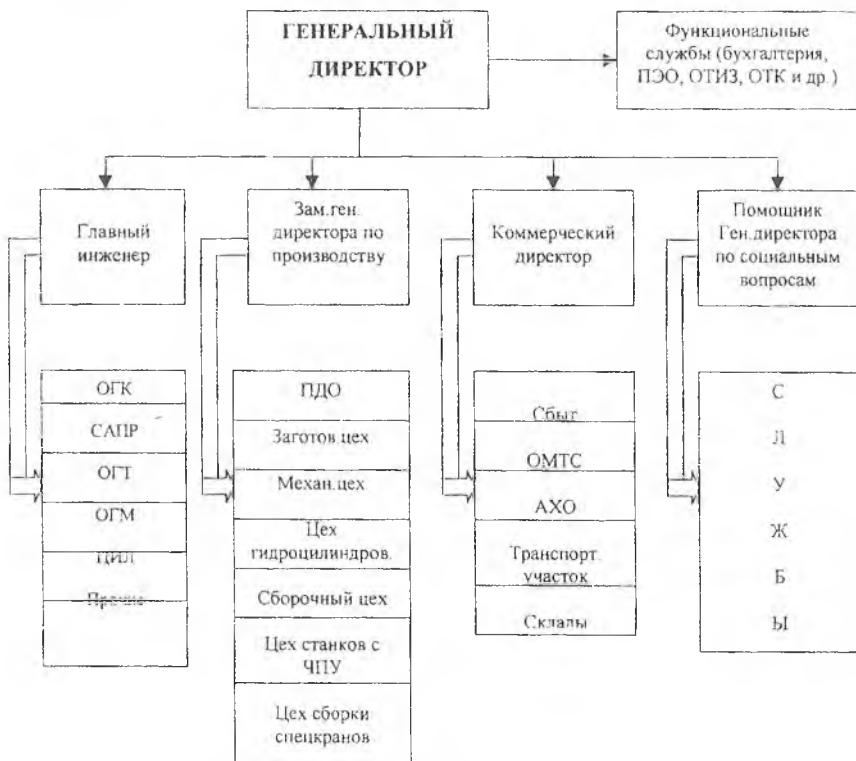 ГЕНЕРАЛЬНЫЙ
ДИРЕКТОР
Функциональные
службы (бухгалтерия,
ПЭО, ОТИЗ, ОТК и др.)
Главный
инженер
Зам.ген.
директора по
производству
Коммерческий
директор
Помощник
Ген.директора
по социальным
вопросам
ОГК
САПР
ОГТ
ОГМ
ЦИЛ
Прочие
ПДО
Заготов.цех
Механ.цех
Цех
гидроцилиндров.
Сборочный цех
Цех станков с
ЧПУ
Цех сборки
спецкранов
Сбыт
ОМТС
АХО
Транспорт.
участок
Склады
С
Л
У
Ж
Б
Ы